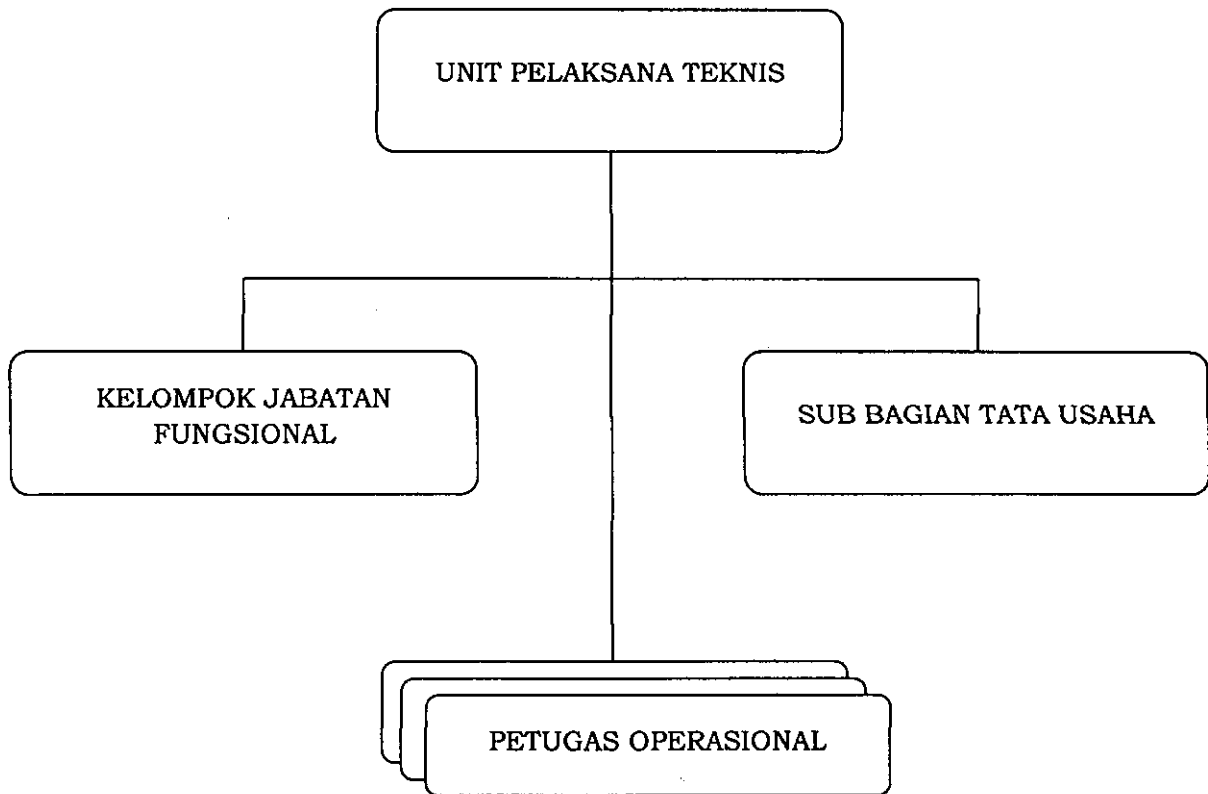 UNIT PELAKSANA TEKNIS
KELOMPOK JABATAN
FUNGSIONAL
SUB BAGIAN TATA USAHA
PETUGAS OPERASIONAL